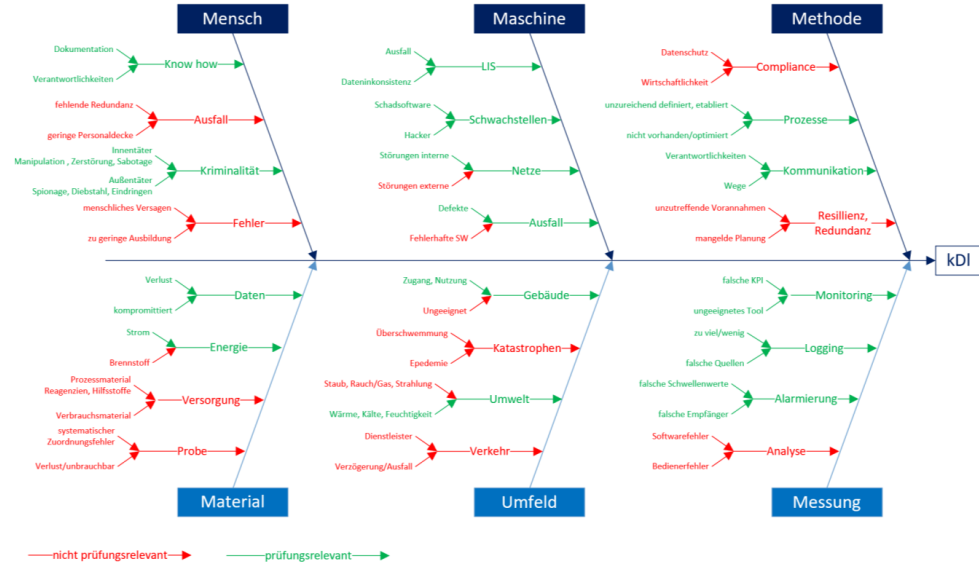 Mensch
Maschine
Methode
Dokumentation
Know how
Verantwortlichkeiten
fehlende Redundanz
Ausfall
geringe Personaldecke
Innentäter
Manipulation , Zerstörung, Sabotage
Kriminalität
Außentäter
Spionage, Diebstahl, Eindringen
menschliches Versagen
Fehler
zu geringe Ausbildung
Ausfall
LIS
Dateninkonsistenz
Schadsoftware
Schwachstellen
Hacker
Störungen interne
Netze
Störungen externe
Defekte
Ausfall
Fehlerhafte SW
Datenschutz
Compliance
Wirtschaftlichkeit
unzureichend definiert, etabliert
Prozesse
nicht vorhanden/optimiert
Verantwortlichkeiten
Kommunikation
Wege
unzutreffende Vorannahmen
Resillienz,
Redundanz
mangelde Planung
kDl
Verlust
Daten
kompromittiert
Strom
Energie
Brennstoff
Prozessmaterial
Reagenzien, Hilfsstoffe
Versorgung
Verbrauchsmaterial
systematischer
Zuordnungsfehler
Probe
Verlust/unbrauchbar
Zugang, Nutzung
Gebäude
Ungeeignet
Überschwemmung
Katastrophen
Epedemie
Staub, Rauch/Gas, Strahlung
Umwelt
Wärme, Kälte, Feuchtigkeit
Dienstleister
Verkehr
Verzögerung/Ausfall
falsche KPI
Monitoring
ungeeignetes Tool
zu viel/wenig
Logging
falsche Quellen
falsche Schwellenwerte
Alarmierung
falsche Empfänger
Softwarefehler
Analyse
Bedienerfehler
Material
Umfeld
Messung
nicht prüfungsrelevant
prüfungsrelevant